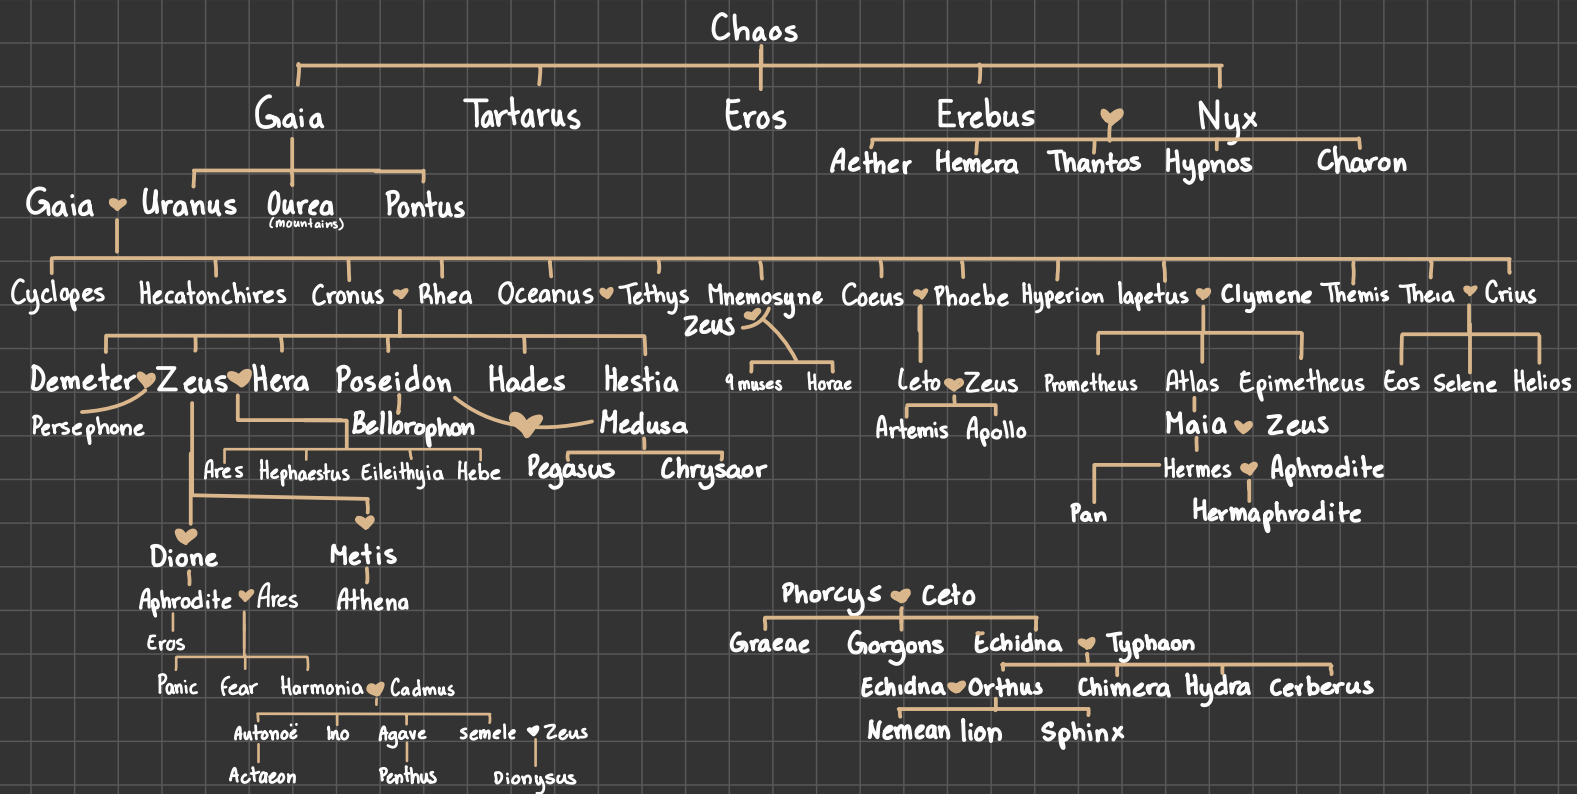 Chaos
Gaia Tartarus Eros Erebus Nyx
Aether Hemera Thantos Hypnos Charon
Gaia Uranus Ourea Pontus
(mountains)
Cyclopes Hecatonchires Cronus Rhea Oceanus Tethys Mnemosyne Coeus Phoebe Hyperion Iapetus Clymene Themis Theia Crius
Zeus
Demeter Zeus Hera Poseidon Hades Hestia 9 muses Horae Leto Zeus Prometheus Atlas Epimetheus Eos Selene Helios
Persephone Bellorophon Medusa Artemis Apollo Maia Zeus
Ares Hephaestus Eileithyia Hebe Pegasus Chrysaor Hermes Aphrodite
Pan Hermaphrodite
Dione Metis
Aphrodite Ares Athena Phorcys Ceto
Eros Graeae Gorgons Echidna Typhaon
Panic Fear Harmonia Cadmus Echidna Orthus Chimera Hydra Cerberus
Autonoë Ino Agave Semele Zeus Nemean lion Sphinx
Actaeon Penthus Dionysus